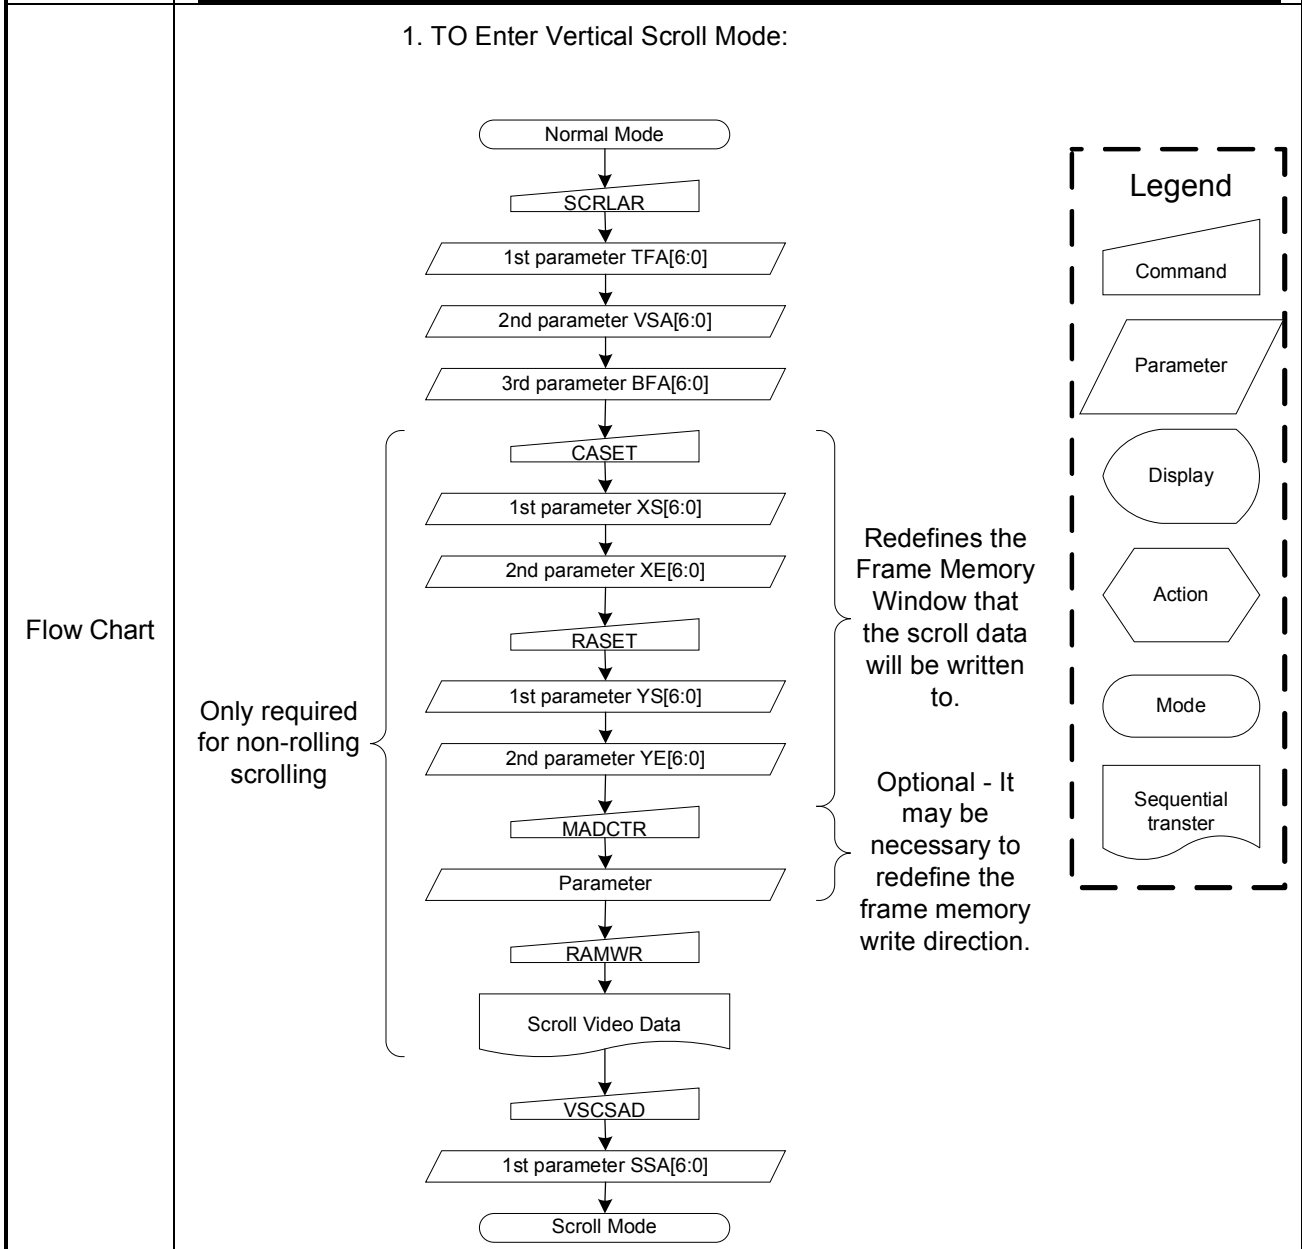 1. TO Enter Vertical Scroll Mode:
Flow Chart
Normal Mode
SCRLAR
1st parameter TFA[6:0]
2nd parameter VSA[6:0]
3rd parameter BFA[6:0]
CASET
1st parameter XS[6:0]
2nd parameter XE[6:0]
RASET
1st parameter YS[6:0]
2nd parameter YE[6:0]
MADCTR
Parameter
RAMWR
Scroll Video Data
VSCSAD
1st parameter SSA[6:0]
Scroll Mode
Only required
for non-rolling
scrolling
Redefines the
Frame Memory
Window that
the scroll data
will be written
to.
Optional - It
may be
necessary to
redefine the
frame memory
write direction.
Legend
Command
Parameter
Display
Action
Mode
Sequential
transter